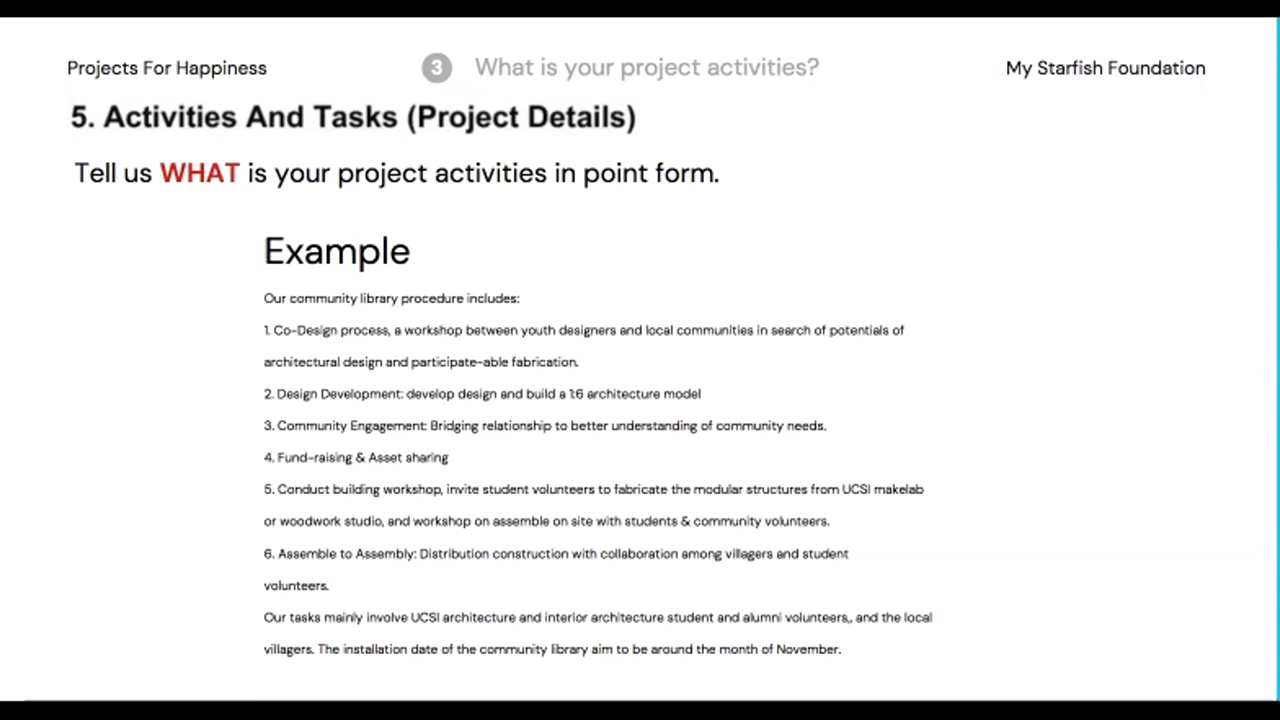 Projects For Happiness
3 What is your project activities?
My Starfish Foundation
5. Activities And Tasks (Project Details)
Tell us WHAT is your project activities in point form.
Example
Our community library procedure includes:
1. Co-Design process, a workshop between youth designers and local communities in search of potentials of
architectural design and participate-able fabrication.
2. Design Development: develop design and build a 1:6 architecture model
3. Community Engagement: Bridging relationship to better understanding of community needs.
4. Fund-raising & Asset sharing
5. Conduct building workshop, invite student volunteers to fabricate the modular structures from UCSI makelab
or woodwork studio, and workshop on assemble on site with students & community volunteers.
6. Assemble to Assembly: Distribution construction with collaboration among villagers and student
volunteers.
Our tasks mainly involve UCSI architecture and interior architecture student and alumni volunteers,, and the local
villagers. The installation date of the community library aim to be around the month of November.